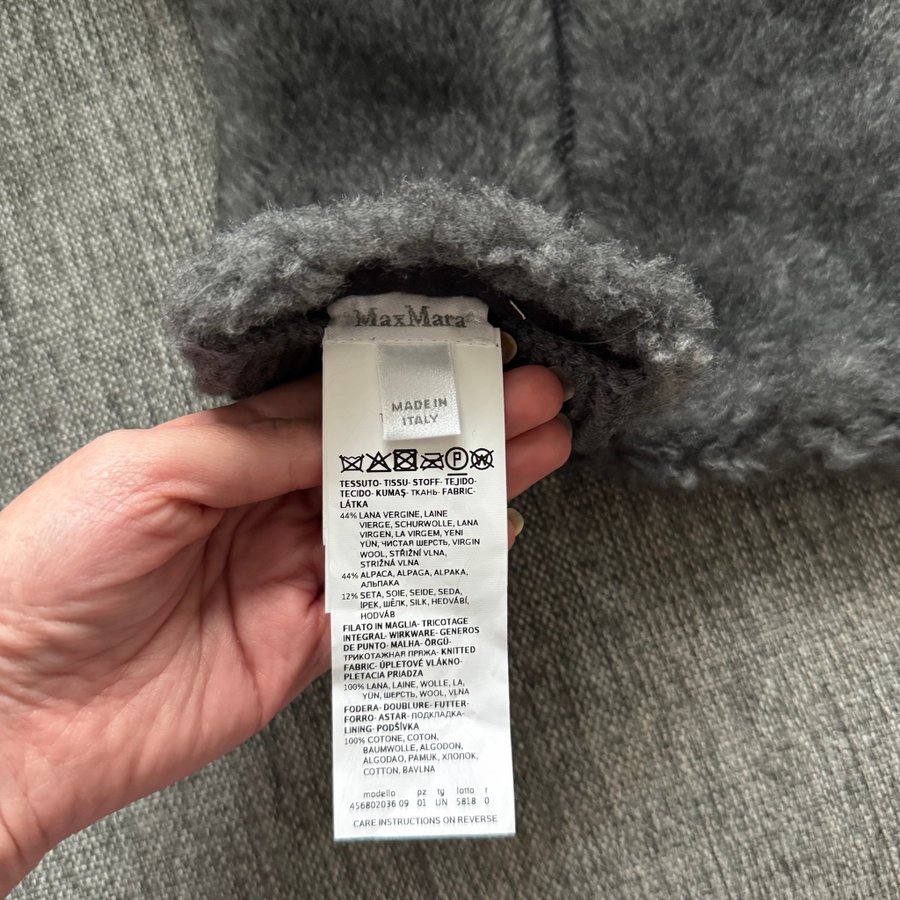 MaxMara
MADE IN
ITALY
P W
TESSUTO- TISSU- STOFF- TEJIDO-
TECIDO- KUMAŞ- ТКАНЬ- FABRIC-
LÁTKA
44% LANA VERGINE, LAINE
VIERGE, SCHURWOLLE, LANA
VIRGEN, LA VIRGEM, YENI
YÜN, ЧИСТАЯ ШЕРСТЬ, VIRGIN
WOOL, STŘIŽNÍ VLNA,
STRIŽNÁ VLNA
44% ALPACA, ALPAGA, ALPAKA,
АЛЬПАКА
12% SETA, SOIE, SEIDE, SEDA,
İPEK, ШЁЛК, SILK, HEDVÁBÍ,
HODVÁB
FILATO IN MAGLIA- TRICOTAGE
INTEGRAL- WIRKWARE- GENEROS
DE PUNTO- MALHA- ÖRGÜ-
ТРИКОТАЖНАЯ ПРЯЖА- KNITTED
FABRIC- ÚPLETOVÉ VLÁKNO-
PLETACIA PRIADZA
100% LANA, LAINE, WOLLE, LA,
YÜN, ШЕРСТЬ, WOOL, VLNA
FODERA- DOUBLURE- FUTTER-
FORRO- ASTAR- ПОДКЛАДКА-
LINING- PODŠÍVKA
100% COTONE, COTON,
BAUMWOLLE, ALGODON,
ALGODAO, PAMUK, ХЛОПОК,
COTTON, BAVLNA
modello pz tg lotto r
456802036 09 01 UN 5818 0
CARE INSTRUCTIONS ON REVERSE